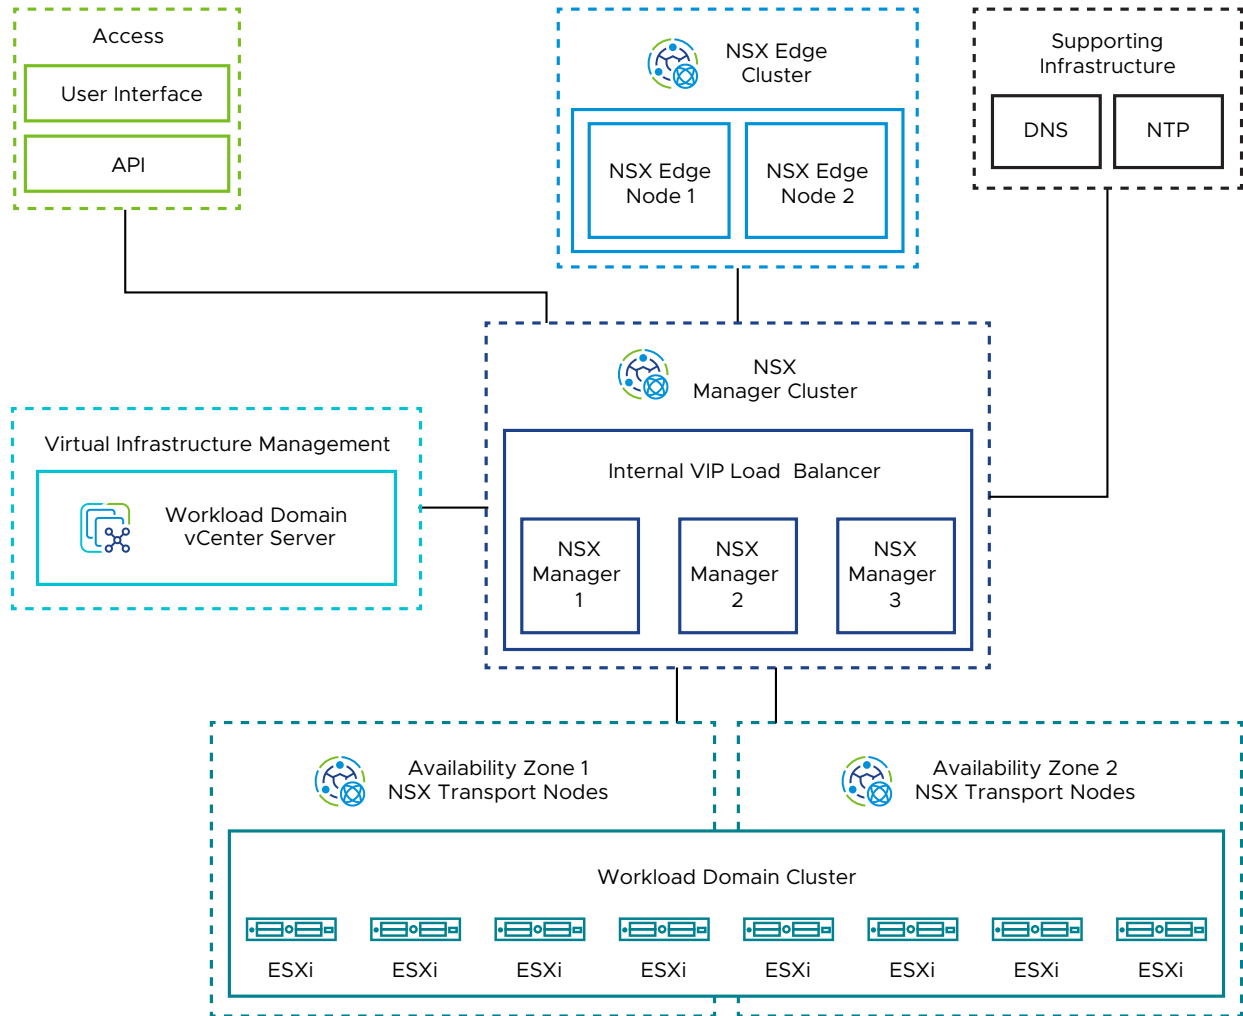 Access
User Interface
API
NSX Edge
Cluster
NSX Edge
Node 1
NSX Edge
Node 2
Supporting
Infrastructure
DNS
NTP
NSX
Manager Cluster
Internal VIP Load Balancer
NSX
Manager
1
NSX
Manager
2
NSX
Manager
3
Virtual Infrastructure Management
Workload Domain
vCenter Server
Availability Zone 1
NSX Transport Nodes
Availability Zone 2
NSX Transport Nodes
Workload Domain Cluster
ESXi
ESXi
ESXi
ESXi
ESXi
ESXi
ESXi
ESXi